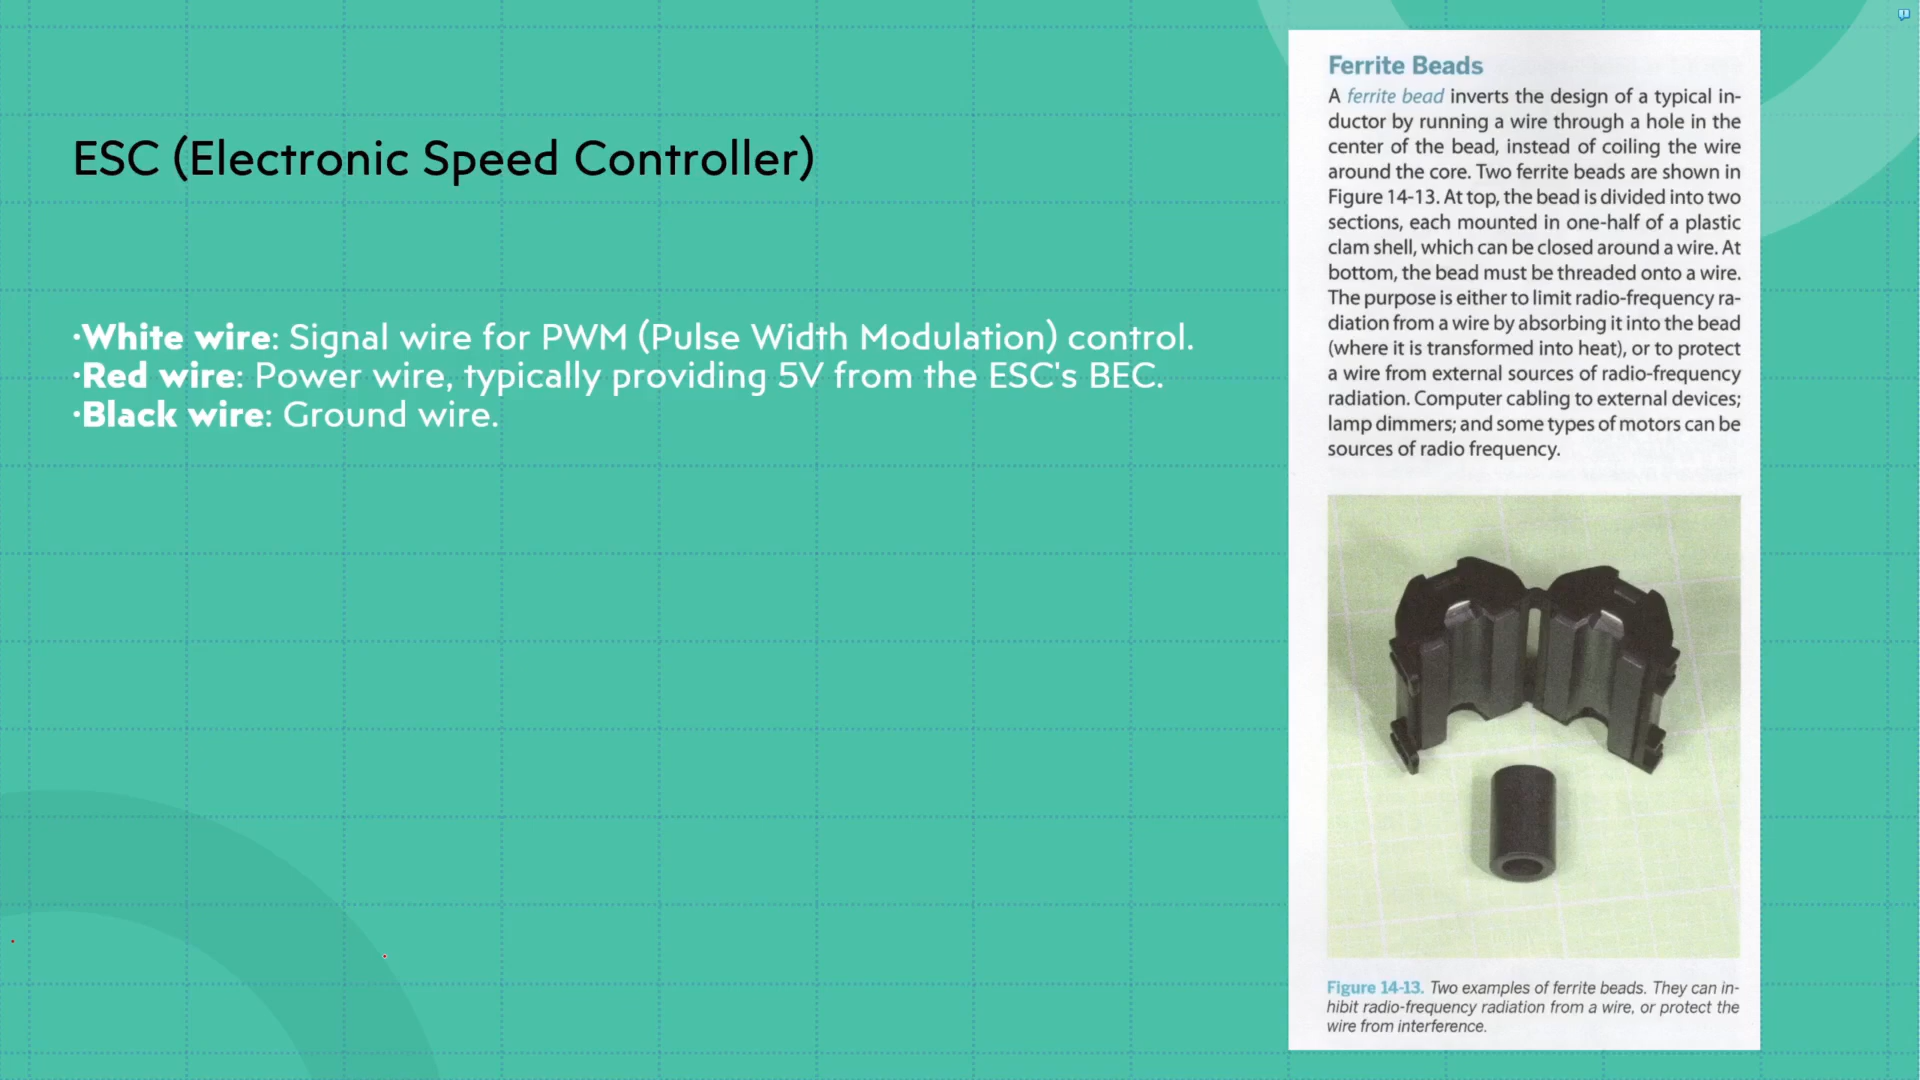 ESC (Electronic Speed Controller)
·White wire: Signal wire for PWM (Pulse Width Modulation) control.
·Red wire: Power wire, typically providing 5V from the ESC's BEC.
·Black wire: Ground wire.
Ferrite Beads
A ferrite bead inverts the design of a typical in-
ductor by running a wire through a hole in the
center of the bead, instead of coiling the wire
around the core. Two ferrite beads are shown in
Figure 14-13. At top, the bead is divided into two
sections, each mounted in one-half of a plastic
clam shell, which can be closed around a wire. At
bottom, the bead must be threaded onto a wire.
The purpose is either to limit radio-frequency ra-
diation from a wire by absorbing it into the bead
(where it is transformed into heat), or to protect
a wire from external sources of radio-frequency
radiation. Computer cabling to external devices;
lamp dimmers; and some types of motors can be
sources of radio frequency.
Figure 14-13. Two examples of ferrite beads. They can in-
hibit radio-frequency radiation from a wire, or protect the
wire from interference.